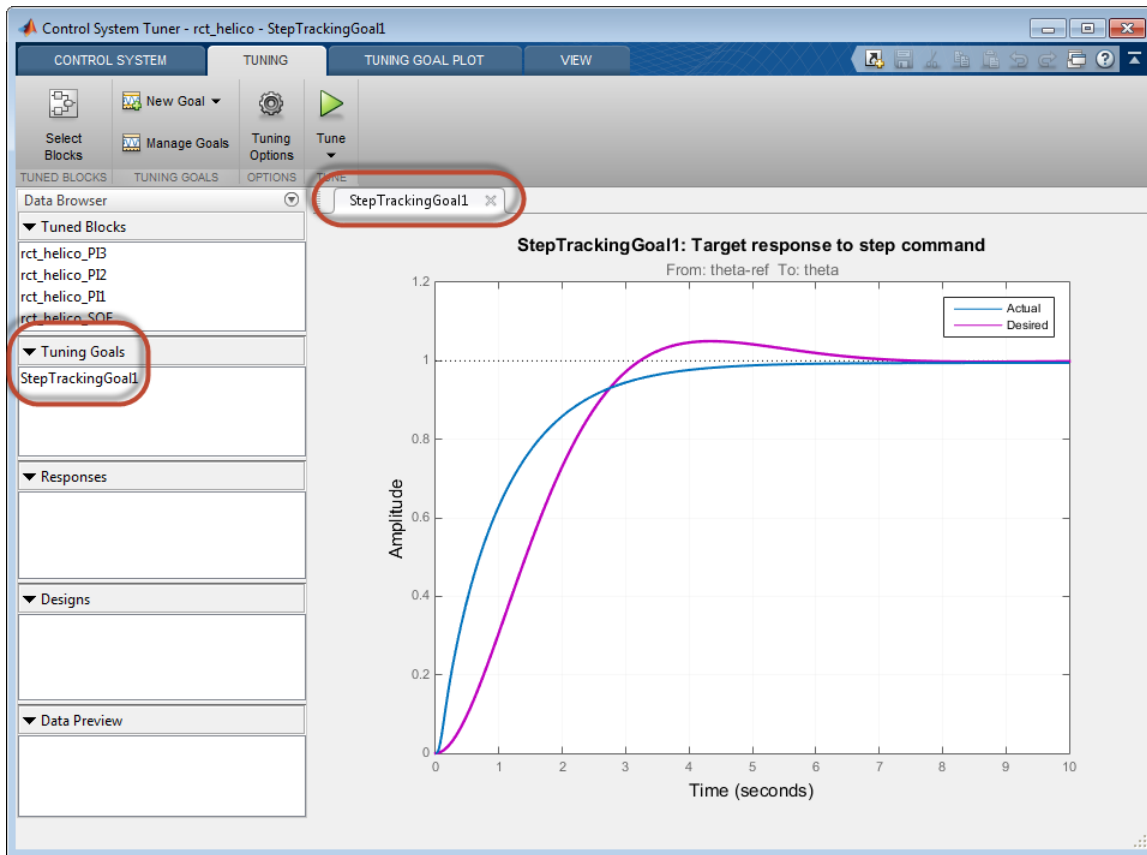 Control System Tuner - rct_helico - StepTrackingGoal1
CONTROL SYSTEM
TUNING
TUNING GOAL PLOT
VIEW
Select Blocks
New Goal
Manage Goals
Tuning Options
Tune
TUNED BLOCKS
TUNING GOALS
OPTIONS
TUNE
Data Browser
StepTrackingGoal1
Tuned Blocks
rct_helico_PI3
rct_helico_PI2
rct_helico_PI1
rct_helico_SOF
Tuning Goals
StepTrackingGoal1
Responses
Designs
Data Preview
StepTrackingGoal1: Target response to step command
From: theta-ref To: theta
Actual
Desired
Amplitude
1.2
1
0.8
0.6
0.4
0.2
0
0 1 2 3 4 5 6 7 8 9 10
Time (seconds)